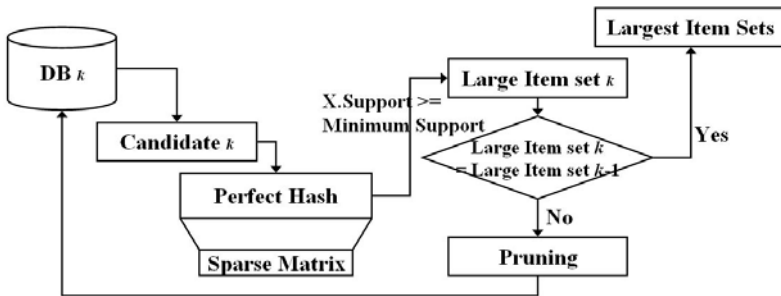 Largest Item Sets
DB k
Large Item set k
X.Support >=
Minimum Support
Candidate k
Yes
Large Item set k
= Large Item set k-1
Perfect Hash
No
Sparse Matrix
Pruning